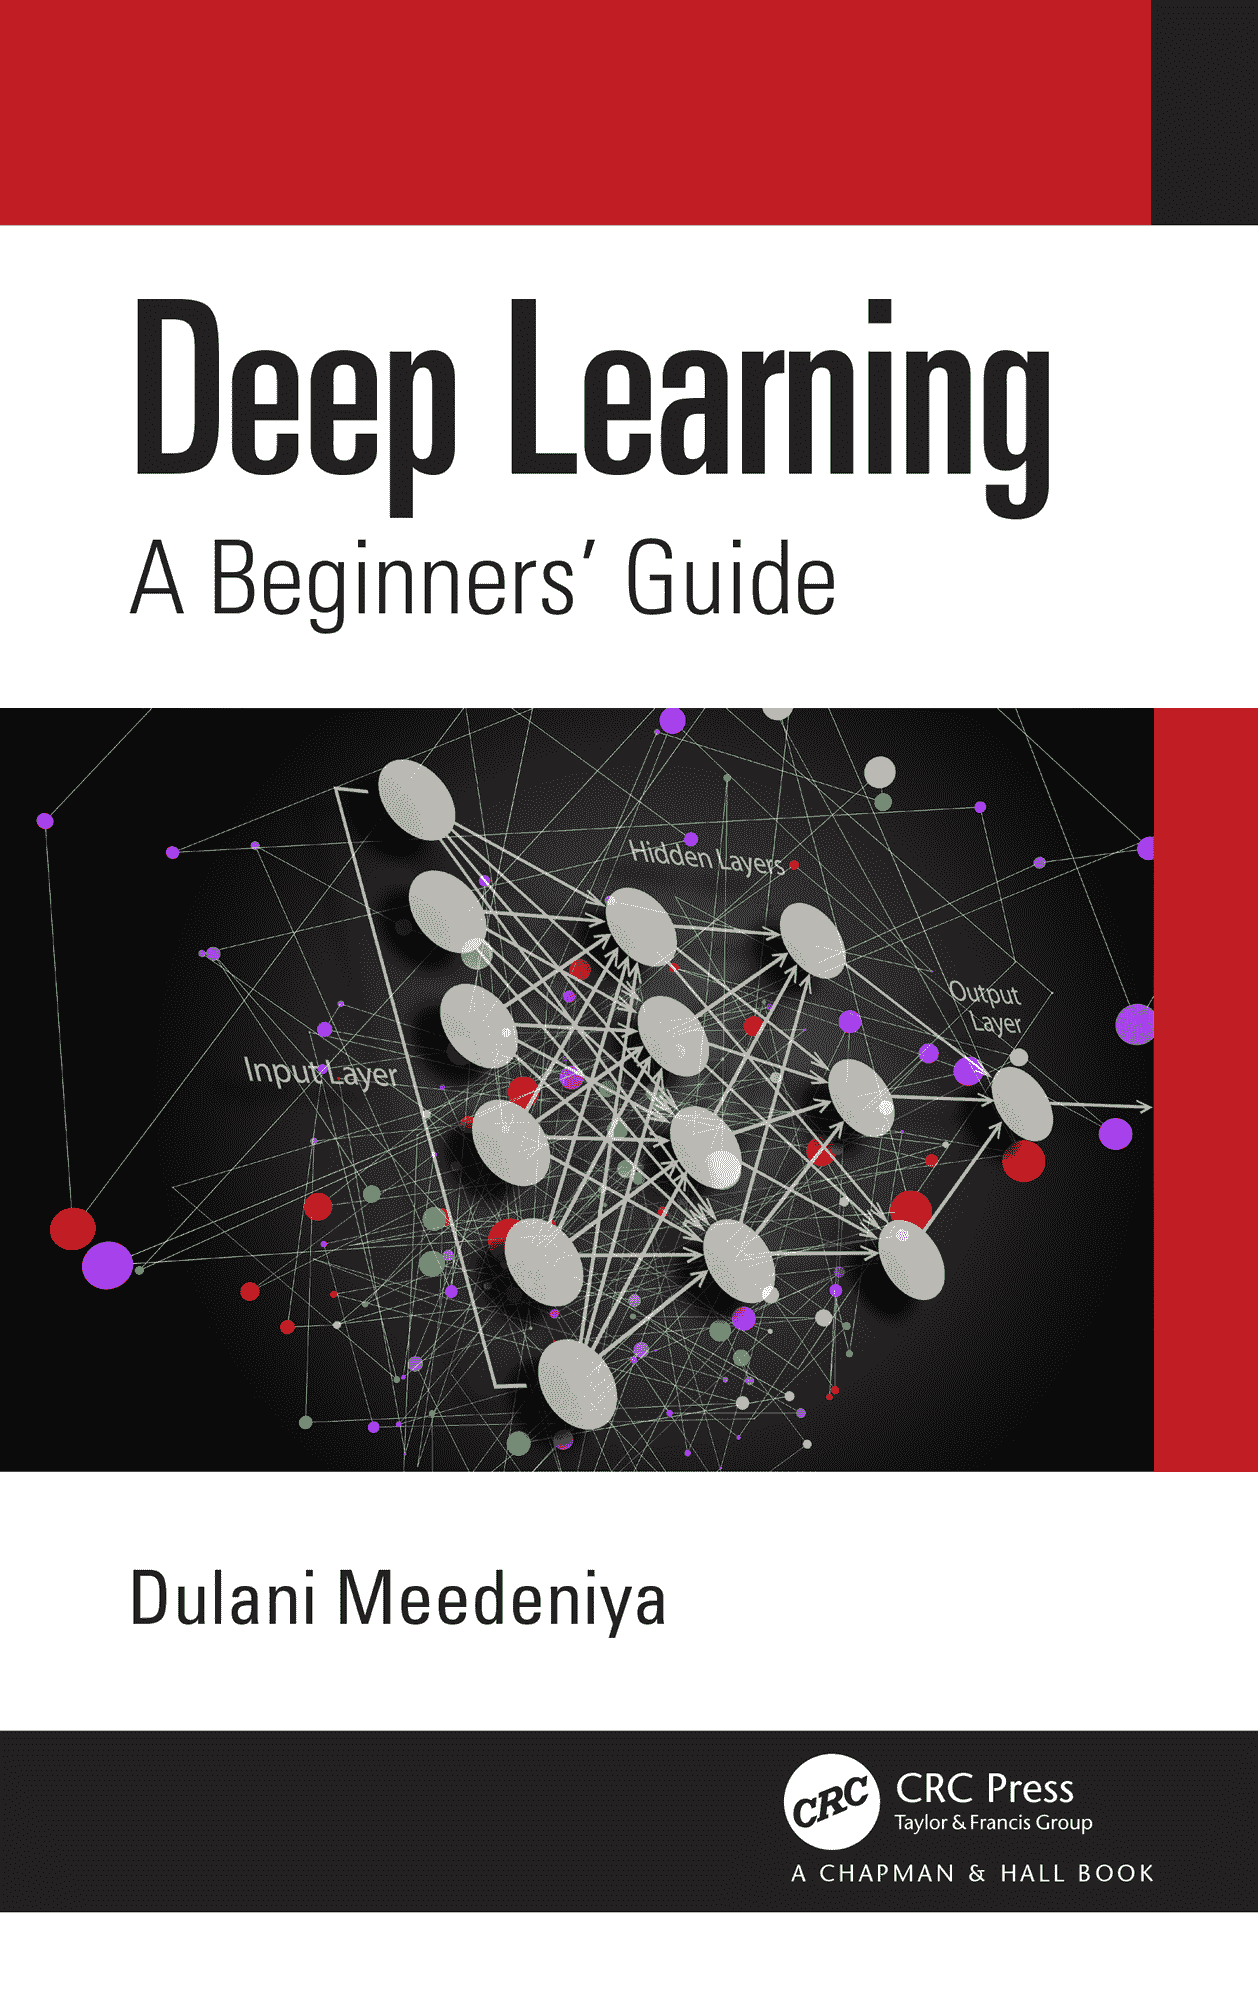 Deep Learning
A Beginners’ Guide
Hidden Layers
Output
Layer
Input Layer
Dulani Meedeniya
CRC
CRC Press
Taylor & Francis Group
A CHAPMAN & HALL BOOK